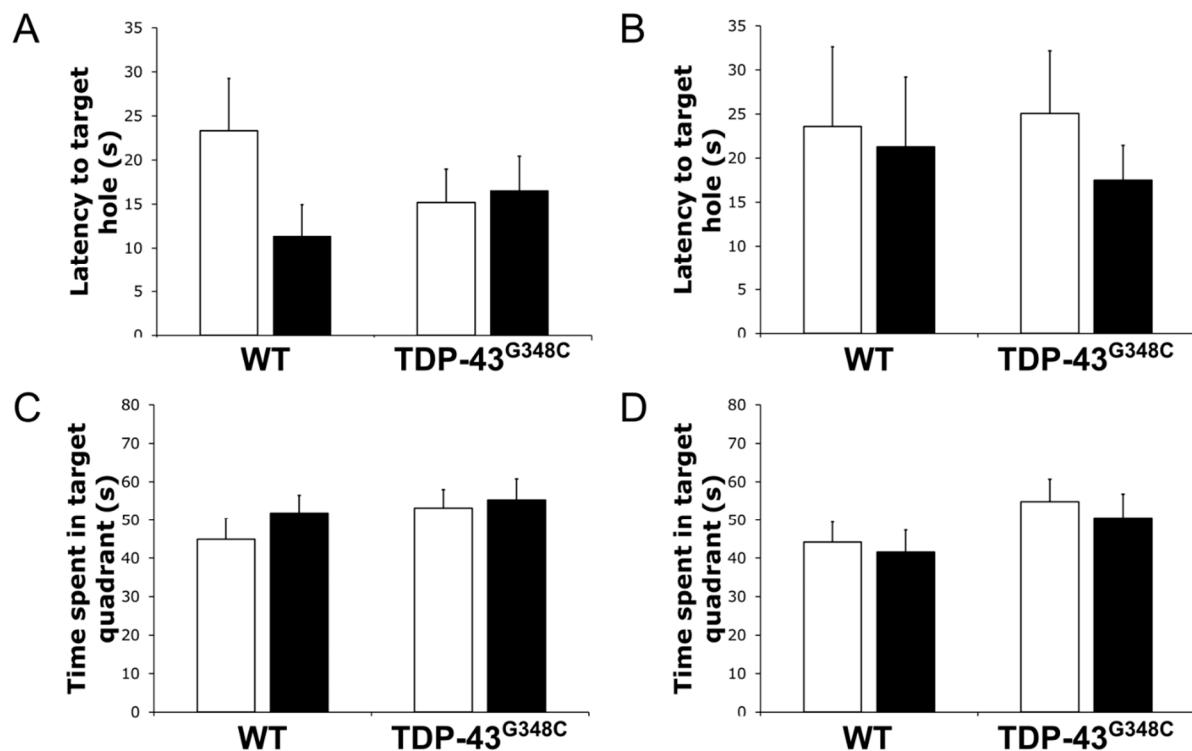 A
Latency to target
hole (s)
35
30
25
20
15
10
5
0
WT
TDP-43G348C
B
Latency to target
hole (s)
35
30
25
20
15
10
5
0
WT
TDP-43G348C
C
Time spent in target
quadrant (s)
80
70
60
50
40
30
20
10
0
WT
TDP-43G348C
D
Time spent in target
quadrant (s)
80
70
60
50
40
30
20
10
0
WT
TDP-43G348C